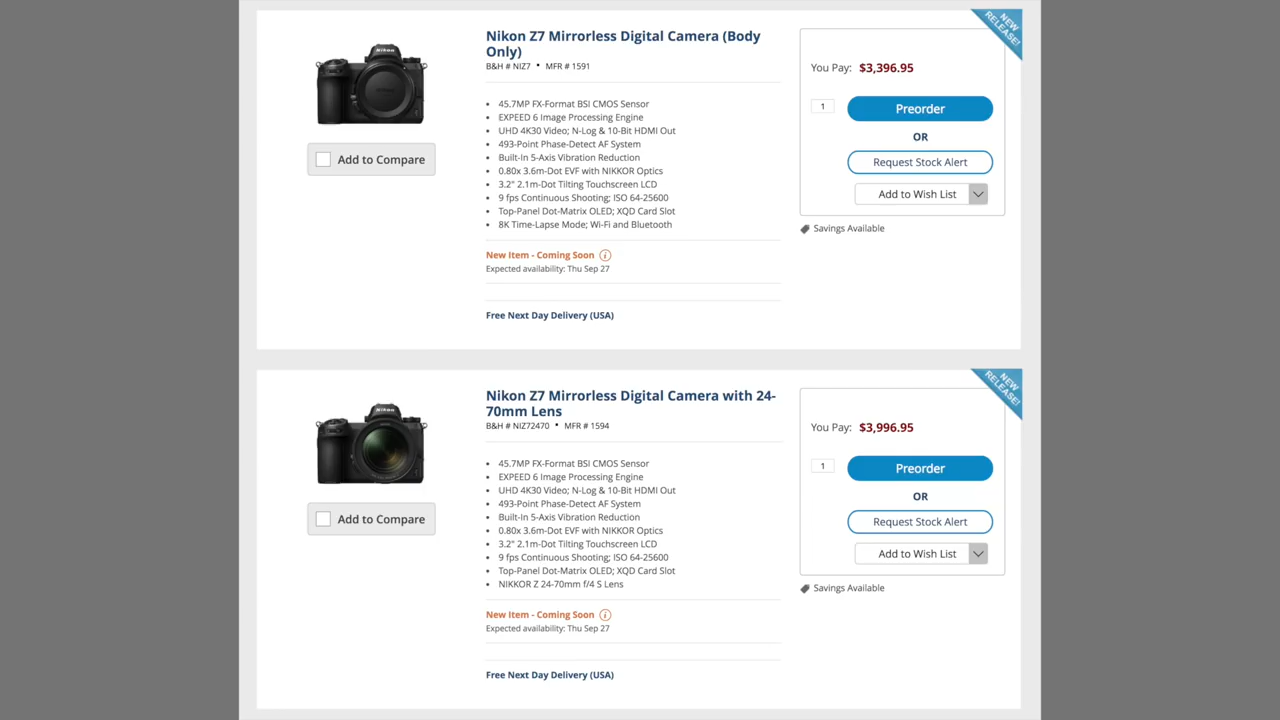 NEW
RELEASE!
Nikon Z7 Mirrorless Digital Camera (Body
Only)
B&H # NIZ7 • MFR # 1591
• 45.7MP FX-Format BSI CMOS Sensor
• EXPEED 6 Image Processing Engine
• UHD 4K30 Video; N-Log & 10-Bit HDMI Out
• 493-Point Phase-Detect AF System
• Built-In 5-Axis Vibration Reduction
• 0.80x 3.6m-Dot EVF with NIKKOR Optics
• 3.2" 2.1m-Dot Tilting Touchscreen LCD
• 9 fps Continuous Shooting; ISO 64-25600
• Top-Panel Dot-Matrix OLED; XQD Card Slot
• 8K Time-Lapse Mode; Wi-Fi and Bluetooth
New Item - Coming Soon i
Expected availability: Thu Sep 27
Free Next Day Delivery (USA)
Nikon
Add to Compare
You Pay: $3,396.95
1 Preorder
OR
Request Stock Alert
Add to Wish List
Savings Available
NEW
RELEASE!
Nikon Z7 Mirrorless Digital Camera with 24-
70mm Lens
B&H # NIZ72470 • MFR # 1594
• 45.7MP FX-Format BSI CMOS Sensor
• EXPEED 6 Image Processing Engine
• UHD 4K30 Video; N-Log & 10-Bit HDMI Out
• 493-Point Phase-Detect AF System
• Built-In 5-Axis Vibration Reduction
• 0.80x 3.6m-Dot EVF with NIKKOR Optics
• 3.2" 2.1m-Dot Tilting Touchscreen LCD
• 9 fps Continuous Shooting; ISO 64-25600
• Top-Panel Dot-Matrix OLED; XQD Card Slot
• NIKKOR Z 24-70mm f/4 S Lens
New Item - Coming Soon i
Expected availability: Thu Sep 27
Free Next Day Delivery (USA)
Nikon
Add to Compare
You Pay: $3,996.95
1 Preorder
OR
Request Stock Alert
Add to Wish List
Savings Available